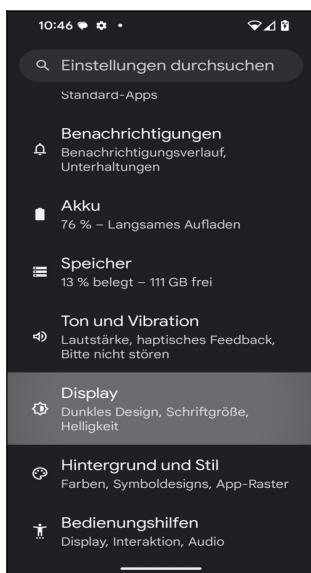 10:46
Einstellungen durchsuchen
Standard-Apps
Benachrichtigungen
Benachrichtigungsverlauf,
Unterhaltungen
Akku
76 % – Langsames Aufladen
Speicher
13 % belegt – 111 GB frei
Ton und Vibration
Lautstärke, haptisches Feedback,
Bitte nicht stören
Display
Dunkles Design, Schriftgröße,
Helligkeit
Hintergrund und Stil
Farben, Symboldesigns, App-Raster
Bedienungshilfen
Display, Interaktion, Audio